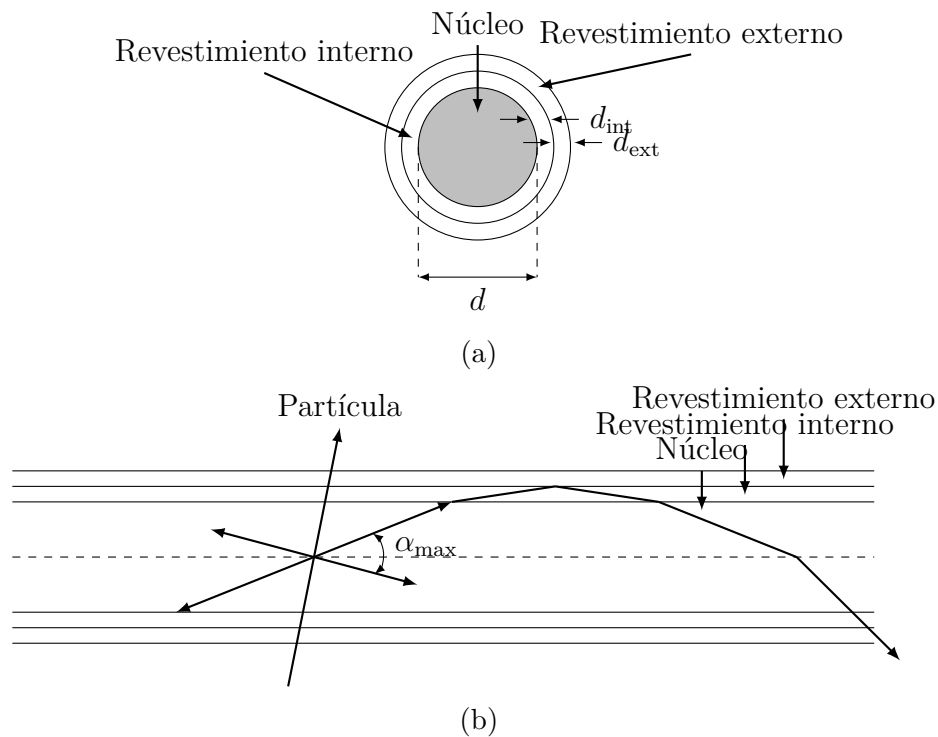 Núcleo
Revestimiento externo
Revestimiento interno
d_int
d_ext
d
(a)
Revestimiento externo
Partícula
Revestimiento interno
Núcleo
α_max
(b)